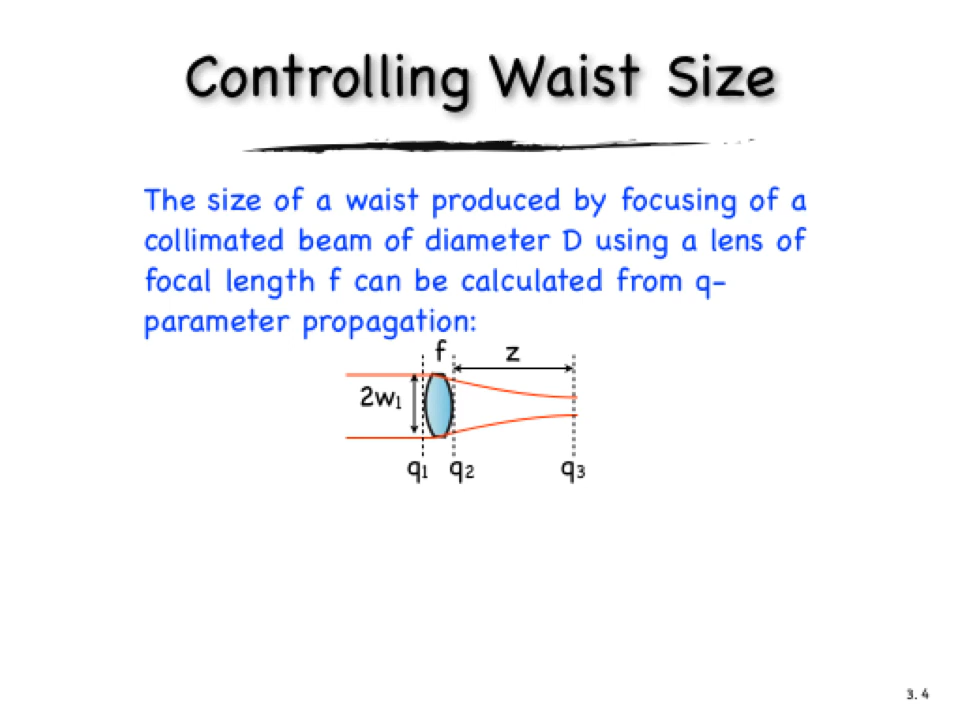 Controlling Waist Size
The size of a waist produced by focusing of a
collimated beam of diameter D using a lens of
focal length f can be calculated from q-
parameter propagation:
f z
2w₁
q₁ q₂ q₃
3.4